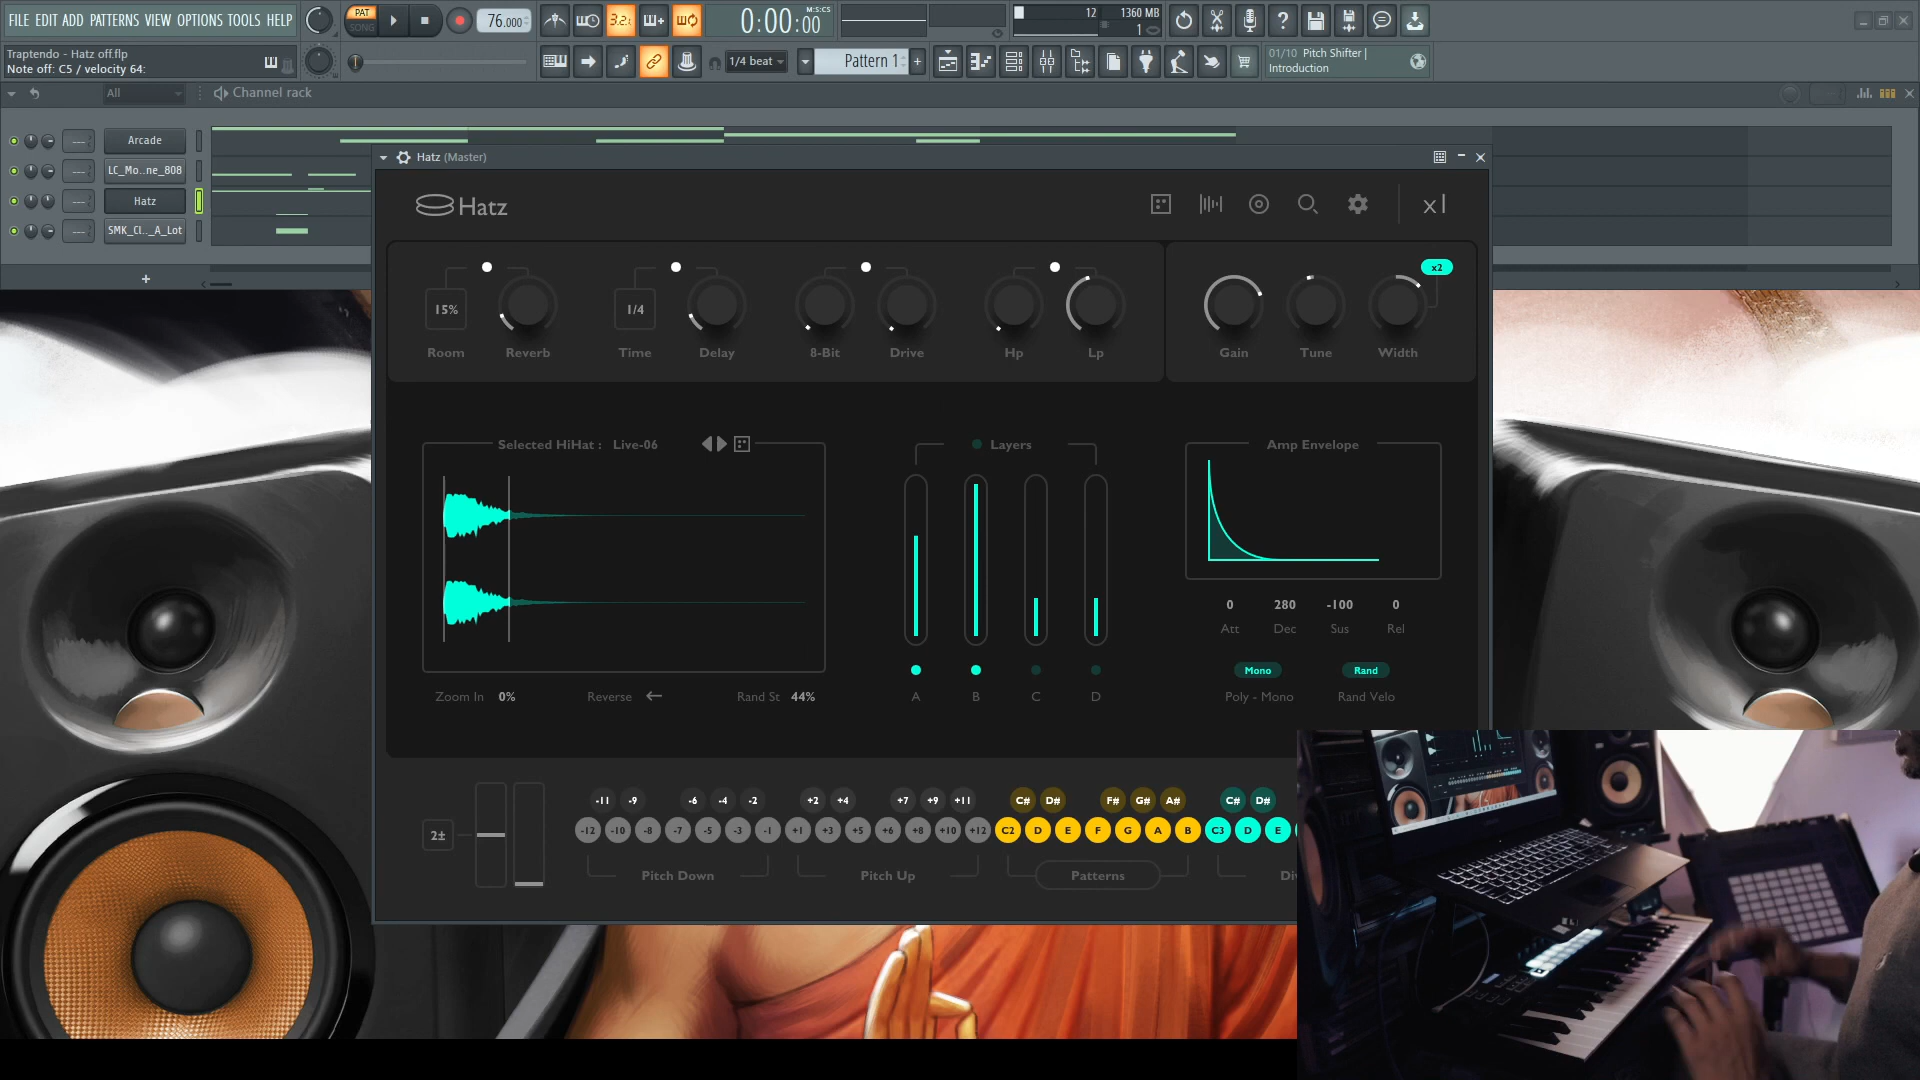 FILE EDIT ADD PATTERNS VIEW OPTIONS TOOLS HELP
PAT
SONG
76.000
3.2.
0:00:00
M:S:CS
12
1360 MB
1
Traptendo - Hatz off.flp
Note off: C5 / velocity 64:
1/4 beat
Pattern 1
+
01/10 Pitch Shifter |
Introduction
All
Channel rack
Arcade
LC_Mo..ne_808
Hatz
SMK_Cl.._A_Lot
+
Hatz (Master)
Hatz
xl
x2
15%
1/4
Room
Reverb
Time
Delay
8-Bit
Drive
Hp
Lp
Gain
Tune
Width
Selected HiHat : Live-06
Layers
Amp Envelope
0 280 -100 0
Att Dec Sus Rel
Mono
Rand
Zoom In 0%
Reverse
Rand St 44%
A B C D
Poly - Mono
Rand Velo
-11 -9 -6 -4 -2 +2 +4 +7 +9 +11 C# D# F# G# A# C# D#
2±
-12 -10 -8 -7 -5 -3 -1 +1 +3 +5 +6 +8 +10 +12 C2 D E F G A B C3 D E
Pitch Down
Pitch Up
Patterns